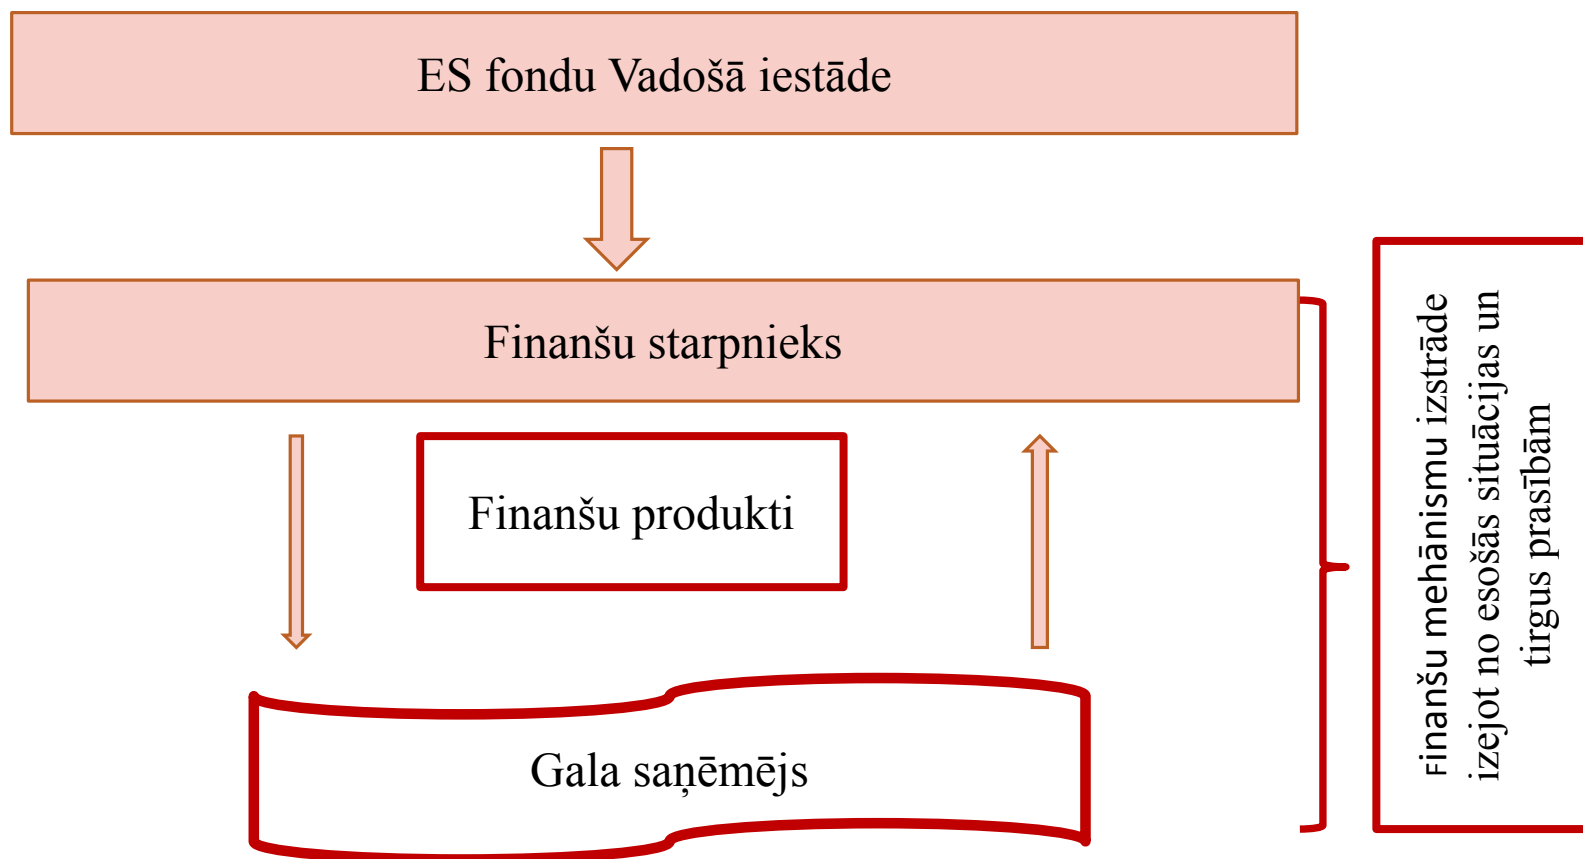 ES fondu Vadošā iestāde
Finanšu starpnieks
Finanšu produkti
Gala saņēmējs
Finanšu mehānismu izstrāde
izejot no esošās situācijas un
tirgus prasībām